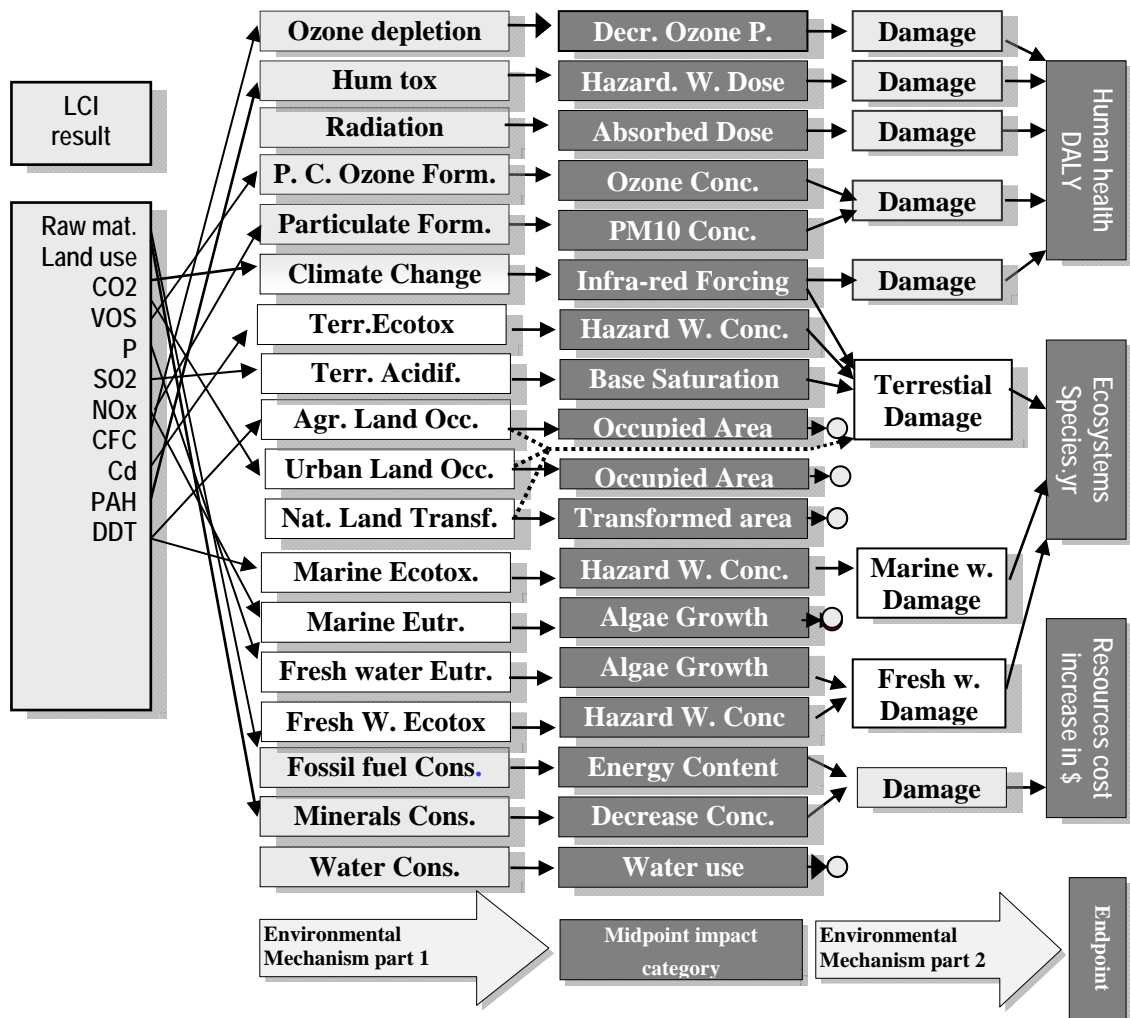 LCI
result
Raw mat.
Land use
CO2
VOS
P
SO2
NOx
CFC
Cd
PAH
DDT
Ozone depletion
Hum tox
Radiation
P. C. Ozone Form.
Particulate Form.
Climate Change
Terr.Ecotox
Terr. Acidif.
Agr. Land Occ.
Urban Land Occ.
Nat. Land Transf.
Marine Ecotox.
Marine Eutr.
Fresh water Eutr.
Fresh W. Ecotox
Fossil fuel Cons.
Minerals Cons.
Water Cons.
Decr. Ozone P.
Hazard. W. Dose
Absorbed Dose
Ozone Conc.
PM10 Conc.
Infra-red Forcing
Hazard W. Conc.
Base Saturation
Occupied Area
Occupied Area
Transformed area
Hazard W. Conc.
Algae Growth
Algae Growth
Hazard W. Conc
Energy Content
Decrease Conc.
Water use
Damage
Damage
Damage
Damage
Damage
Terrestial
Damage
Marine w.
Damage
Fresh w.
Damage
Damage
Human health
DALY
Ecosystems
Species.yr
Resources cost
increase in $
Environmental
Mechanism part 1
Midpoint impact
category
Environmental
Mechanism part 2
Endpoint